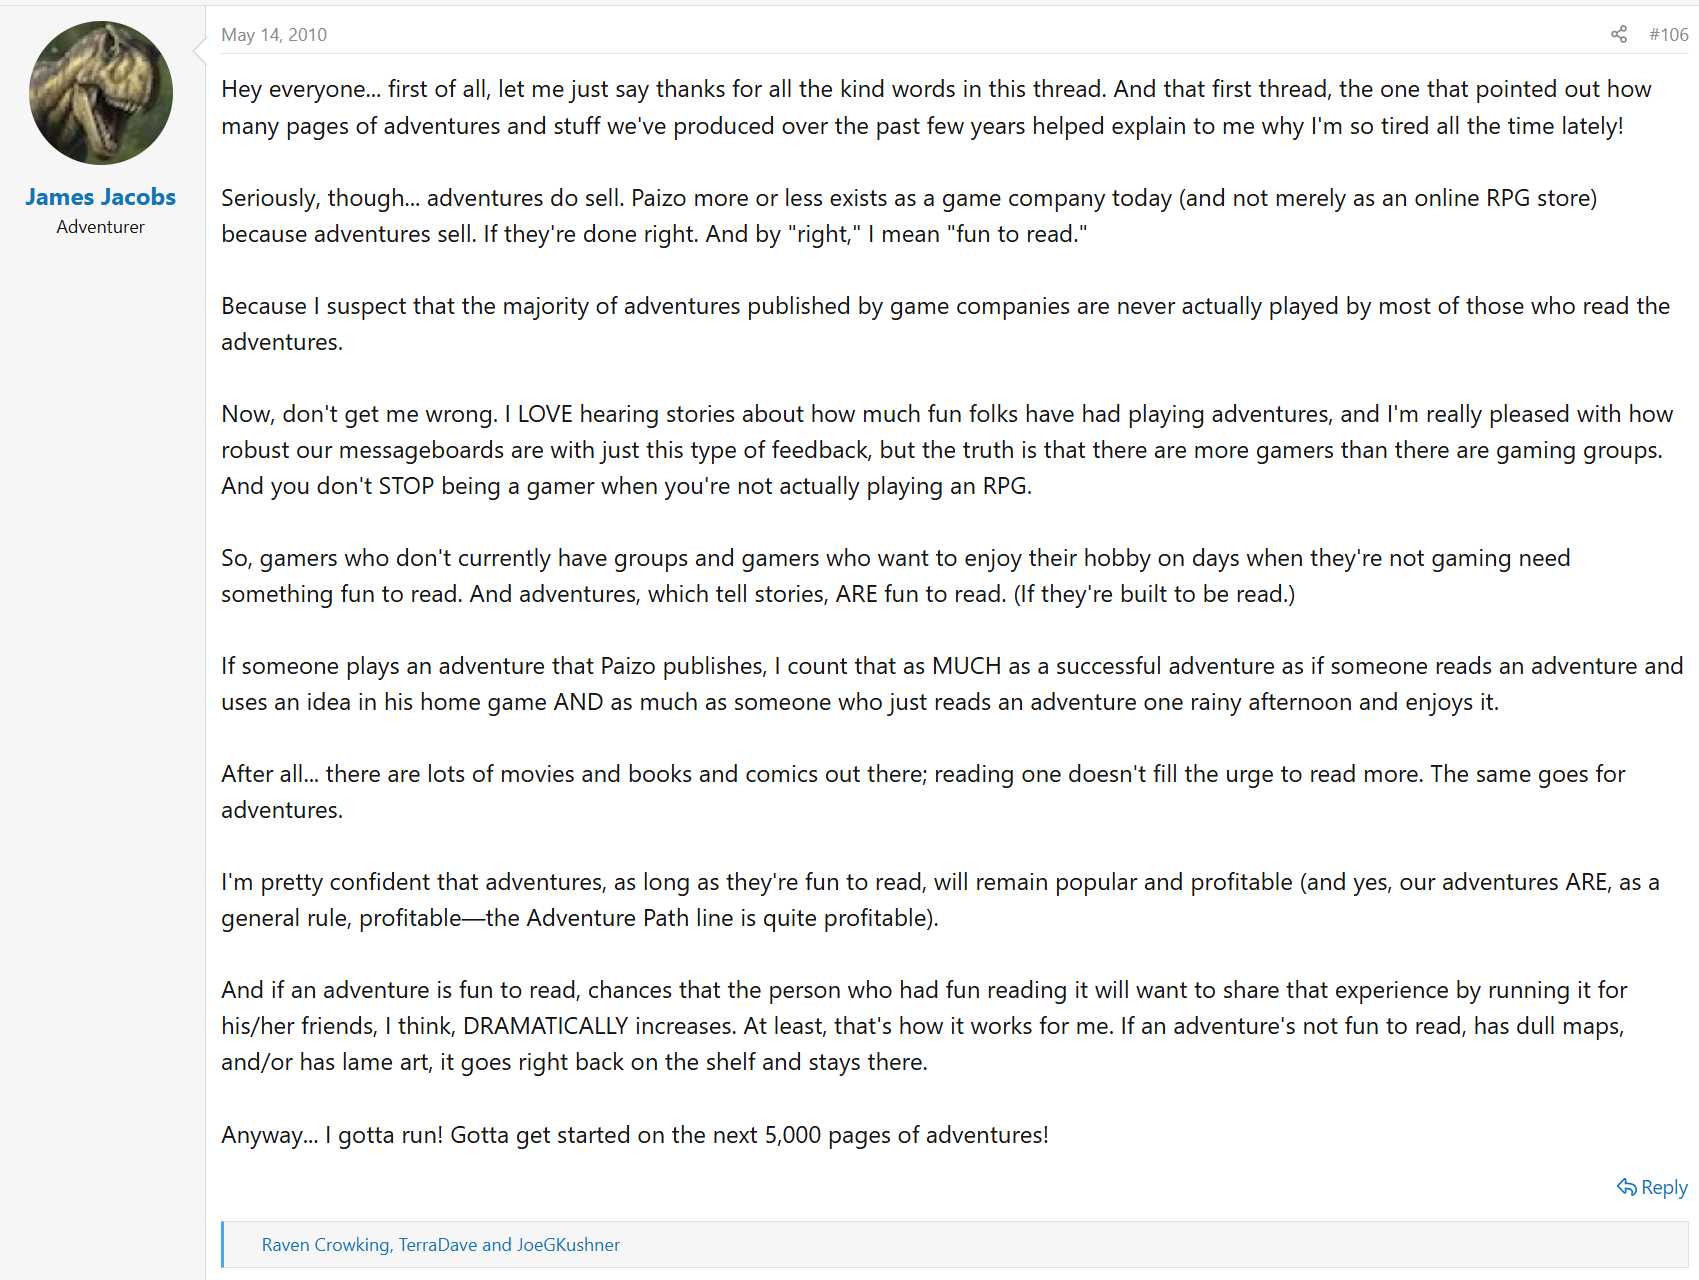 May 14, 2010
#106
James Jacobs
Adventurer
Hey everyone... first of all, let me just say thanks for all the kind words in this thread. And that first thread, the one that pointed out how
many pages of adventures and stuff we've produced over the past few years helped explain to me why I'm so tired all the time lately!
Seriously, though... adventures do sell. Paizo more or less exists as a game company today (and not merely as an online RPG store)
because adventures sell. If they're done right. And by "right," I mean "fun to read."
Because I suspect that the majority of adventures published by game companies are never actually played by most of those who read the
adventures.
Now, don't get me wrong. I LOVE hearing stories about how much fun folks have had playing adventures, and I'm really pleased with how
robust our messageboards are with just this type of feedback, but the truth is that there are more gamers than there are gaming groups.
And you don't STOP being a gamer when you're not actually playing an RPG.
So, gamers who don't currently have groups and gamers who want to enjoy their hobby on days when they're not gaming need
something fun to read. And adventures, which tell stories, ARE fun to read. (If they're built to be read.)
If someone plays an adventure that Paizo publishes, I count that as MUCH as a successful adventure as if someone reads an adventure and
uses an idea in his home game AND as much as someone who just reads an adventure one rainy afternoon and enjoys it.
After all... there are lots of movies and books and comics out there; reading one doesn't fill the urge to read more. The same goes for
adventures.
I'm pretty confident that adventures, as long as they're fun to read, will remain popular and profitable (and yes, our adventures ARE, as a
general rule, profitable—the Adventure Path line is quite profitable).
And if an adventure is fun to read, chances that the person who had fun reading it will want to share that experience by running it for
his/her friends, I think, DRAMATICALLY increases. At least, that's how it works for me. If an adventure's not fun to read, has dull maps,
and/or has lame art, it goes right back on the shelf and stays there.
Anyway... I gotta run! Gotta get started on the next 5,000 pages of adventures!
Reply
Raven Crowking, TerraDave and JoeGKushner